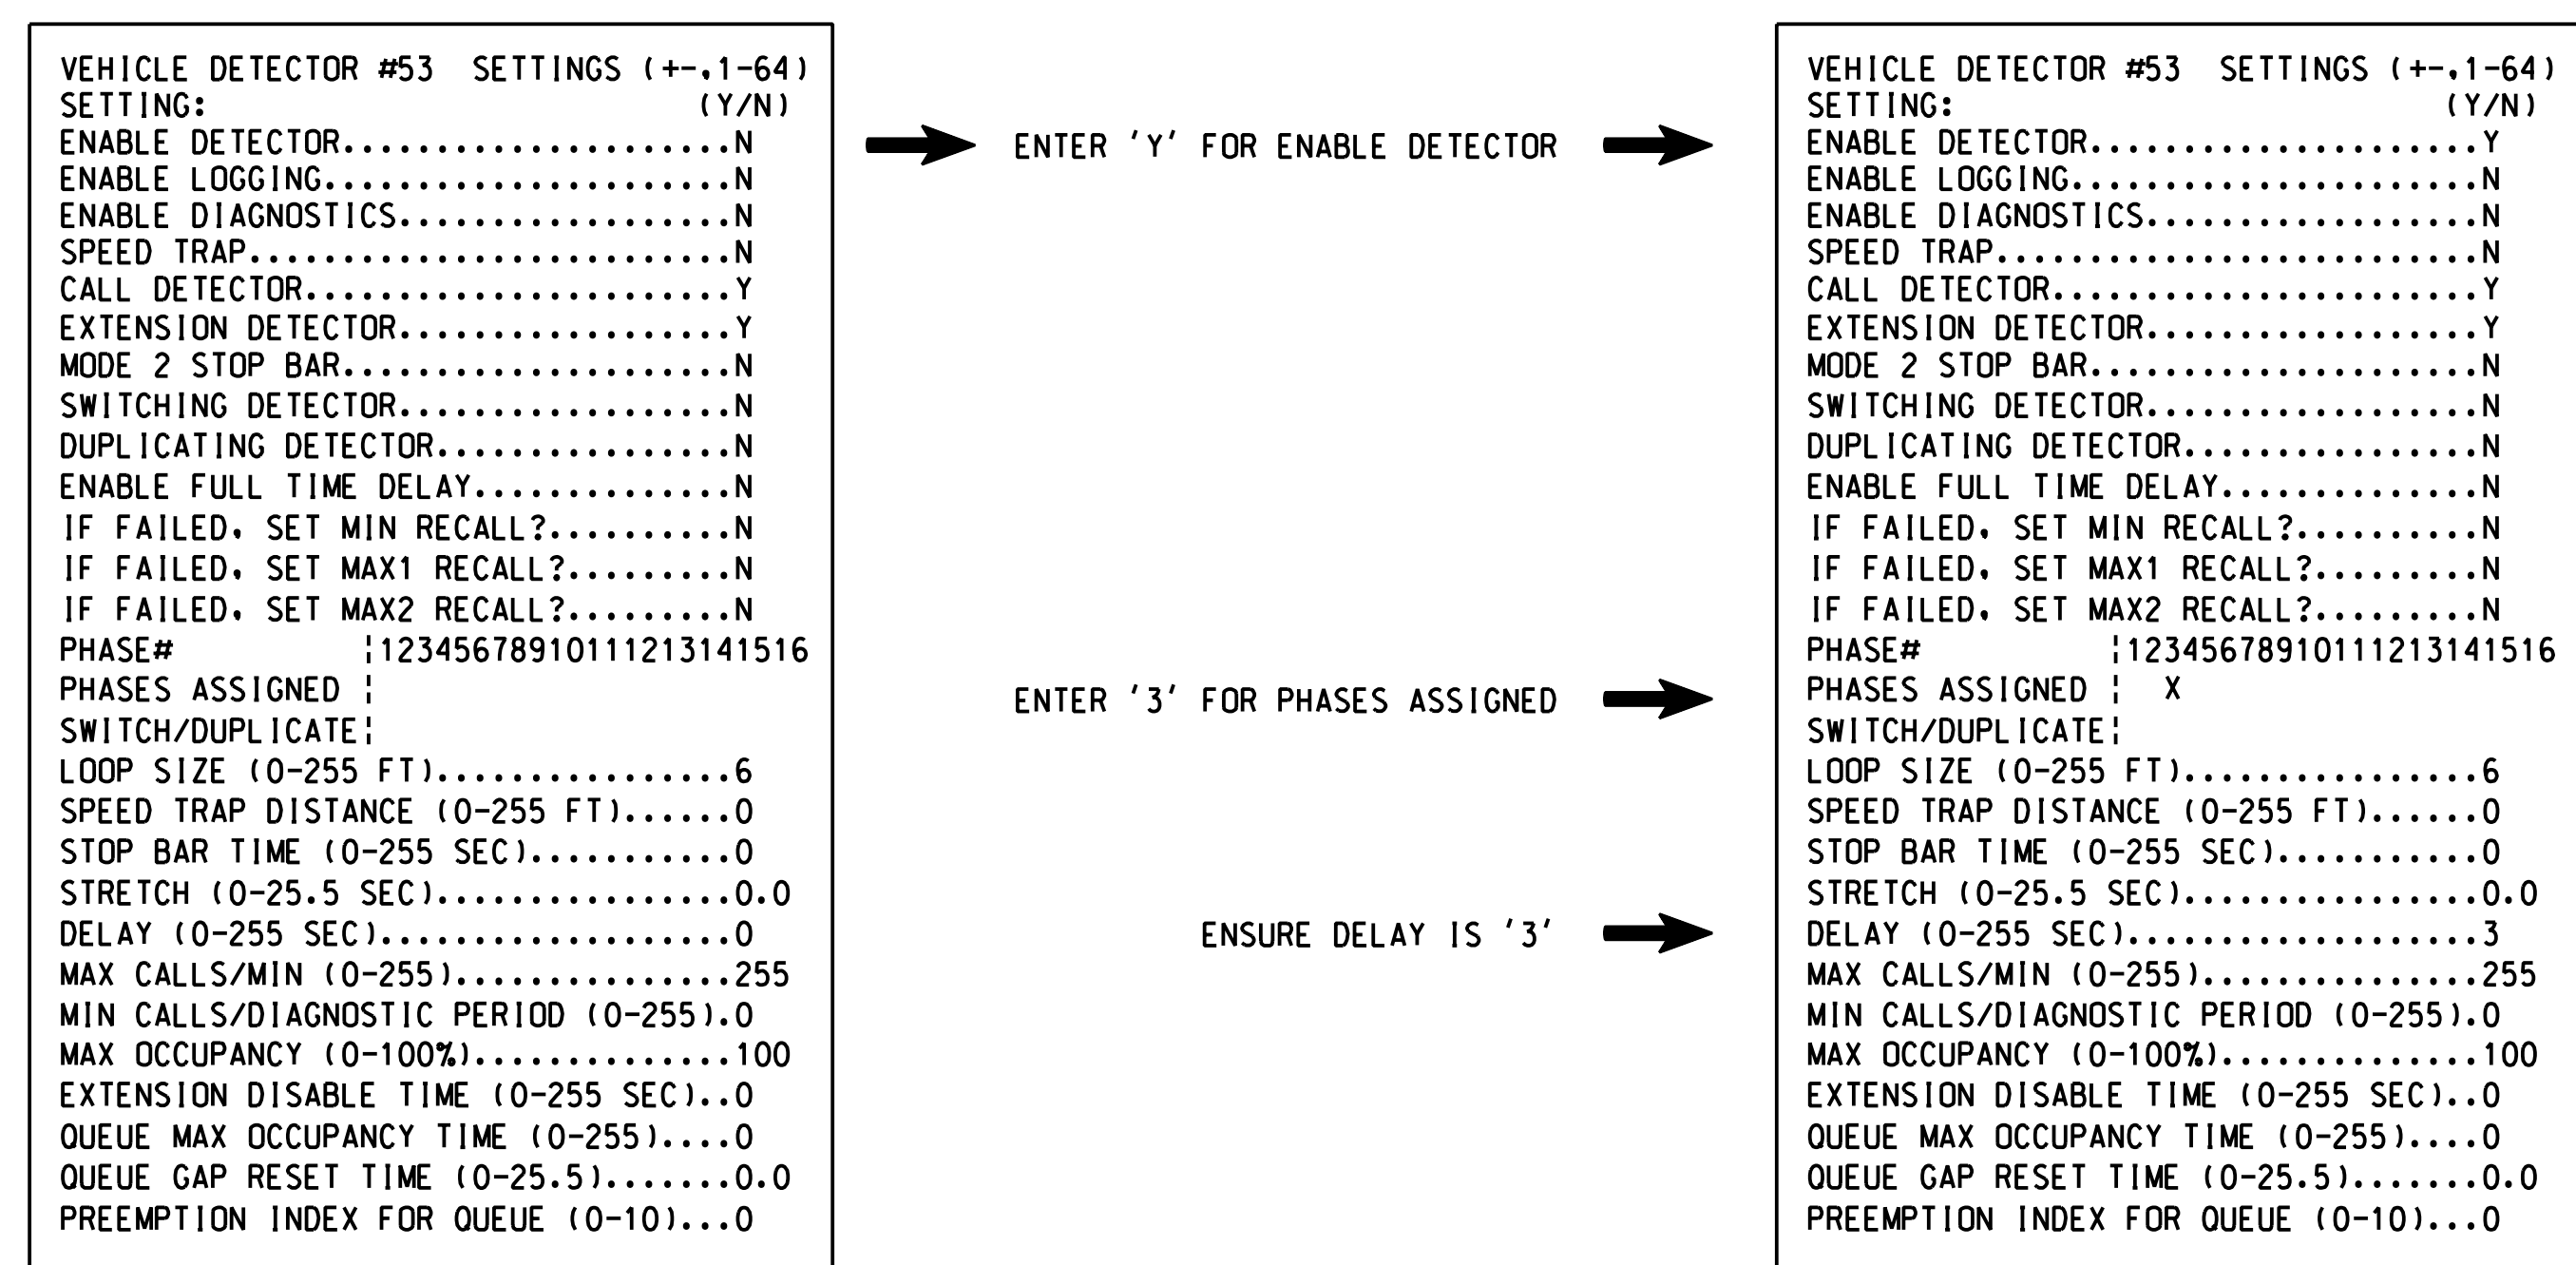 VEHICLE DETECTOR #53  SETTINGS (+-,1-64)
SETTING:                          (Y/N)
ENABLE DETECTOR.....................N
ENABLE LOGGING......................N
ENABLE DIAGNOSTICS..................N
SPEED TRAP..........................N
CALL DETECTOR.......................Y
EXTENSION DETECTOR..................Y
MODE 2 STOP BAR.....................N
SWITCHING DETECTOR..................N
DUPLICATING DETECTOR................N
ENABLE FULL TIME DELAY..............N
IF FAILED, SET MIN RECALL?..........N
IF FAILED, SET MAX1 RECALL?.........N
IF FAILED, SET MAX2 RECALL?.........N
PHASE#          |12345678910111213141516
PHASES ASSIGNED |
SWITCH/DUPLICATE|
LOOP SIZE (0-255 FT)................6
SPEED TRAP DISTANCE (0-255 FT)......0
STOP BAR TIME (0-255 SEC)...........0
STRETCH (0-25.5 SEC)................0.0
DELAY (0-255 SEC)...................0
MAX CALLS/MIN (0-255)...............255
MIN CALLS/DIAGNOSTIC PERIOD (0-255).0
MAX OCCUPANCY (0-100%)..............100
EXTENSION DISABLE TIME (0-255 SEC)..0
QUEUE MAX OCCUPANCY TIME (0-255)....0
QUEUE GAP RESET TIME (0-25.5).......0.0
PREEMPTION INDEX FOR QUEUE (0-10)...0
ENTER 'Y' FOR ENABLE DETECTOR
ENTER '3' FOR PHASES ASSIGNED
ENSURE DELAY IS '3'
VEHICLE DETECTOR #53  SETTINGS (+-,1-64)
SETTING:                          (Y/N)
ENABLE DETECTOR.....................Y
ENABLE LOGGING......................N
ENABLE DIAGNOSTICS..................N
SPEED TRAP..........................N
CALL DETECTOR.......................Y
EXTENSION DETECTOR..................Y
MODE 2 STOP BAR.....................N
SWITCHING DETECTOR..................N
DUPLICATING DETECTOR................N
ENABLE FULL TIME DELAY..............N
IF FAILED, SET MIN RECALL?..........N
IF FAILED, SET MAX1 RECALL?.........N
IF FAILED, SET MAX2 RECALL?.........N
PHASE#          |12345678910111213141516
PHASES ASSIGNED |  X
SWITCH/DUPLICATE|
LOOP SIZE (0-255 FT)................6
SPEED TRAP DISTANCE (0-255 FT)......0
STOP BAR TIME (0-255 SEC)...........0
STRETCH (0-25.5 SEC)................0.0
DELAY (0-255 SEC)...................3
MAX CALLS/MIN (0-255)...............255
MIN CALLS/DIAGNOSTIC PERIOD (0-255).0
MAX OCCUPANCY (0-100%)..............100
EXTENSION DISABLE TIME (0-255 SEC)..0
QUEUE MAX OCCUPANCY TIME (0-255)....0
QUEUE GAP RESET TIME (0-25.5).......0.0
PREEMPTION INDEX FOR QUEUE (0-10)...0